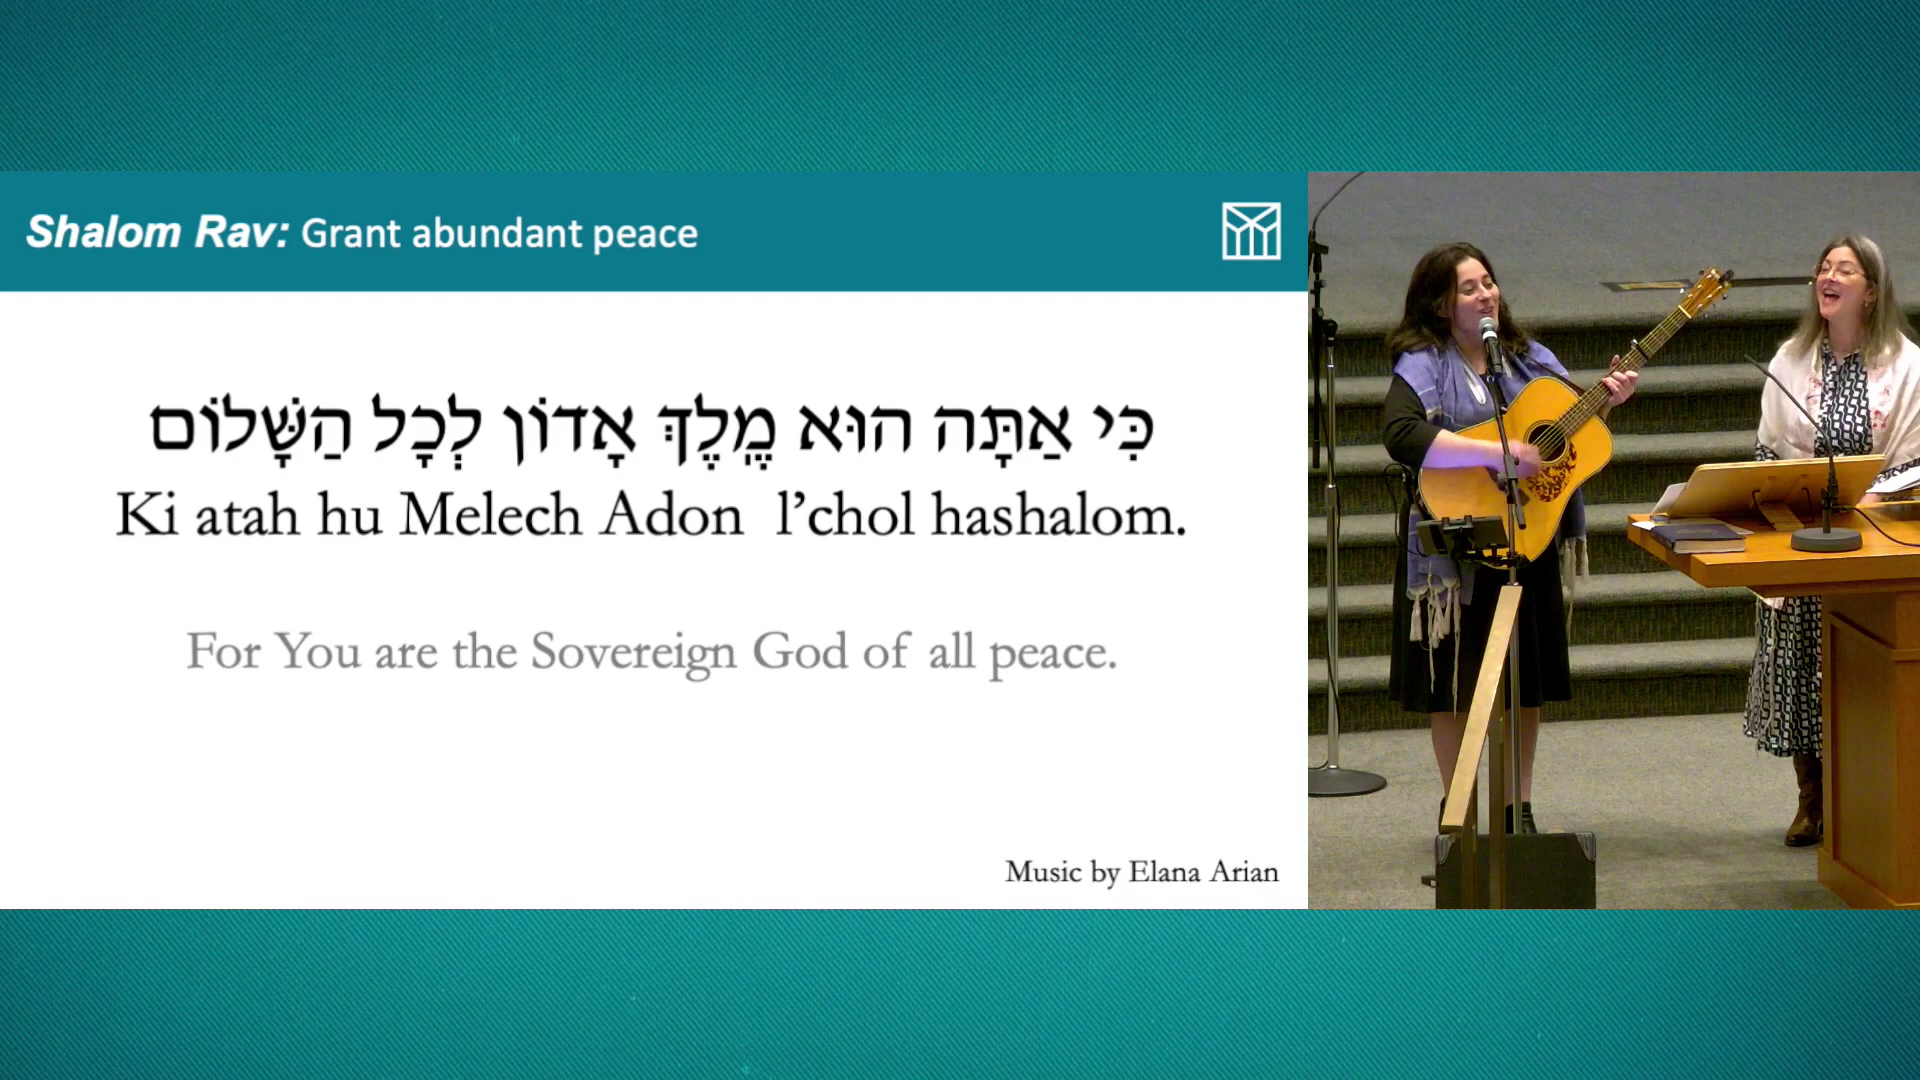 Shalom Rav: Grant abundant peace
כִּי אַתָּה הוּא מֶֽלֶךְ אָדוֹן לְכָל הַשָּׁלוֹם
Ki atah hu Melech Adon l’chol hashalom.
For You are the Sovereign God of all peace.
Music by Elana Arian